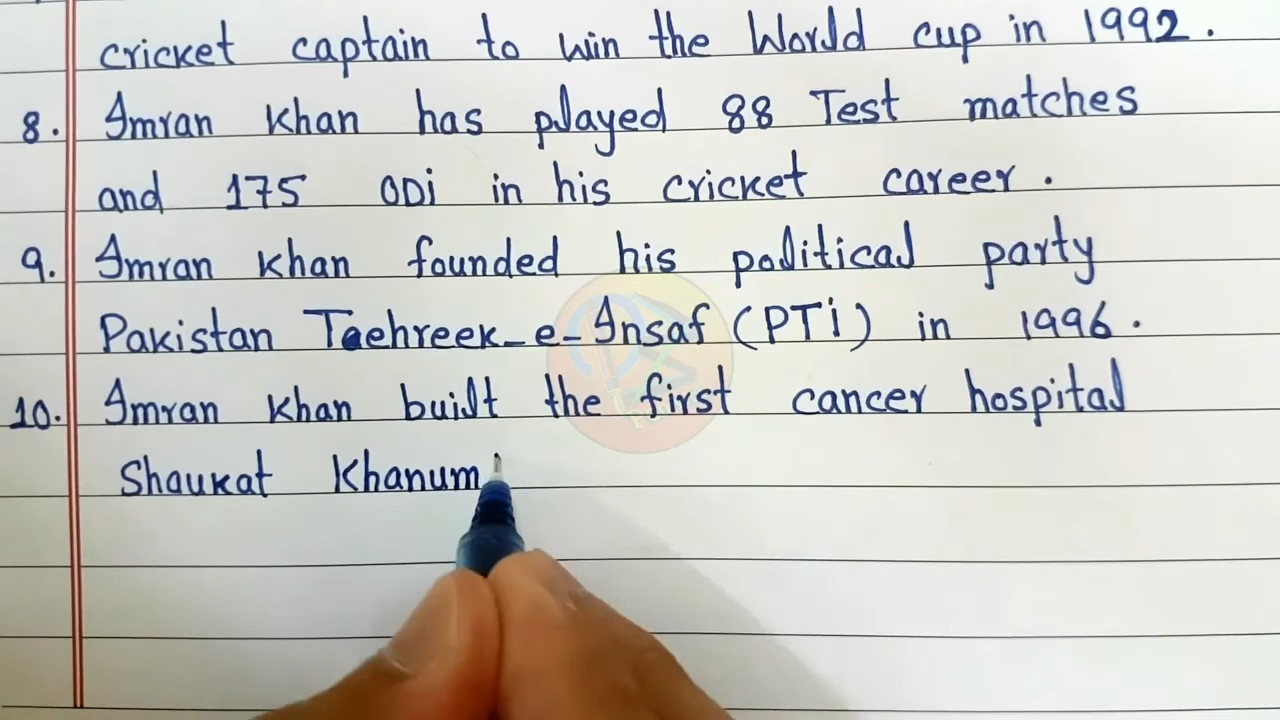 cricket captain to win the World cup in 1992.
8. Imran Khan has played 88 Test matches
and 175 ODi in his cricket career.
9. Imran Khan founded his political party
Pakistan Taehreek-e-Insaf (PTi) in 1996.
10. Imran Khan built the first cancer hospital
Shaukat Khanum